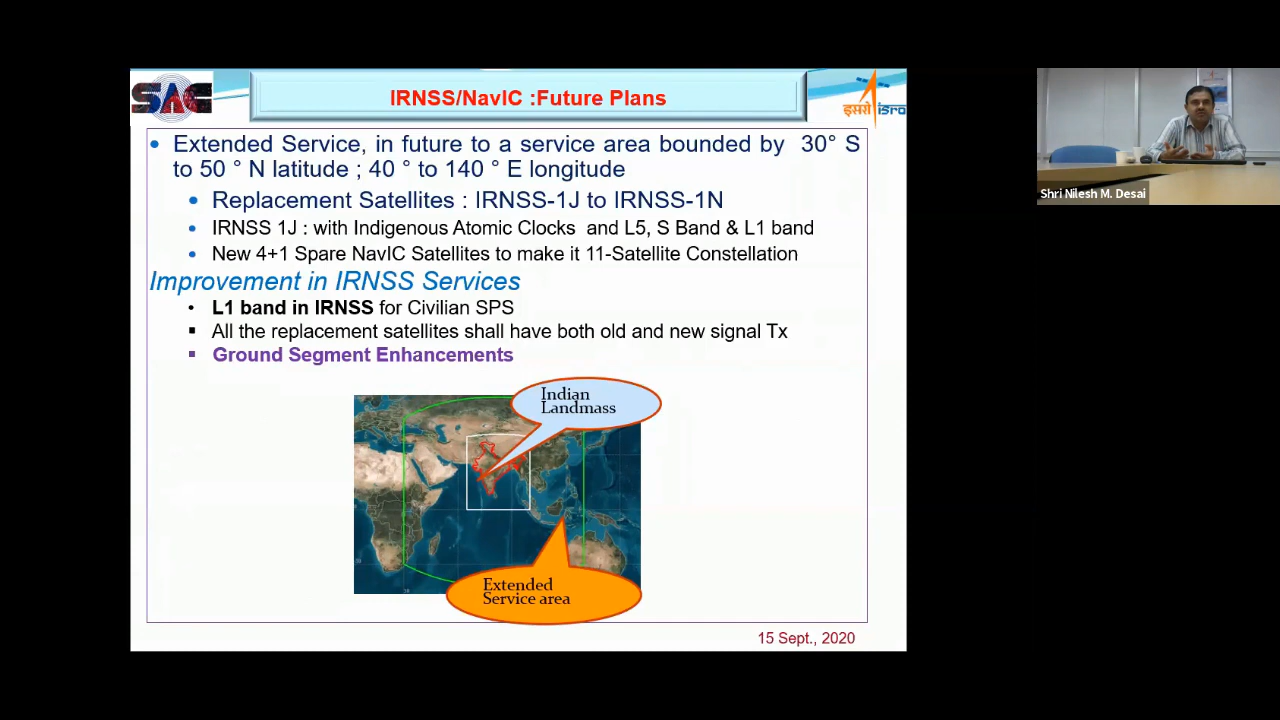 SAC
IRNSS/NavIC :Future Plans
इसरो isro
• Extended Service, in future to a service area bounded by 30° S
to 50 ° N latitude ; 40 ° to 140 ° E longitude
• Replacement Satellites : IRNSS-1J to IRNSS-1N
• IRNSS 1J : with Indigenous Atomic Clocks and L5, S Band & L1 band
• New 4+1 Spare NavIC Satellites to make it 11-Satellite Constellation
Improvement in IRNSS Services
• L1 band in IRNSS for Civilian SPS
▪ All the replacement satellites shall have both old and new signal Tx
▪ Ground Segment Enhancements
Indian
Landmass
Extended
Service area
15 Sept., 2020
Shri Nilesh M. Desai